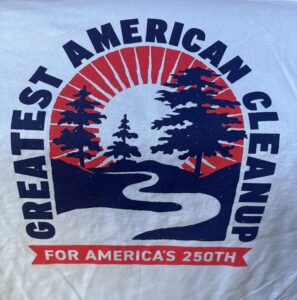 GREATEST AMERICAN CLEANUP
FOR AMERICA'S 250TH